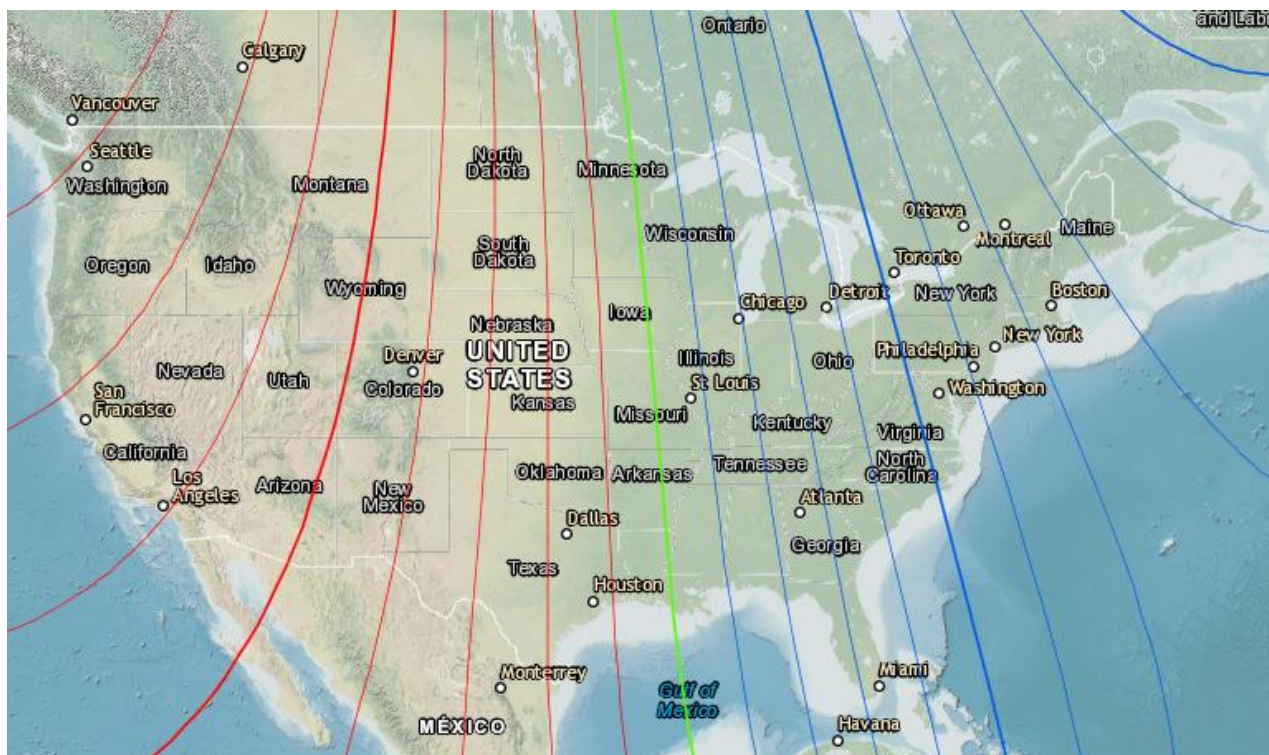 and Labr
Ontario
Calgary
Vancouver
Seattle
Washington
Montana
North
Dakota
Minnesota
Oregon
Idaho
Wyoming
South
Dakota
Wisconsin
Ottawa
Montreal
Maine
Toronto
Nebraska
Iowa
Chicago
Detroit
New York
Boston
New York
Nevada
Utah
Denver
Colorado
UNITED
STATES
Kansas
Illinois
St Louis
Ohio
Philadelphia
Washington
San
Francisco
California
Missouri
Kentucky
Virginia
Los
Angeles
Arizona
New
Mexico
Oklahoma
Arkansas
Tennessee
North
Carolina
Dallas
Atlanta
Georgia
Texas
Houston
Monterrey
Gulf of
Mexico
Miami
MÉXICO
Havana